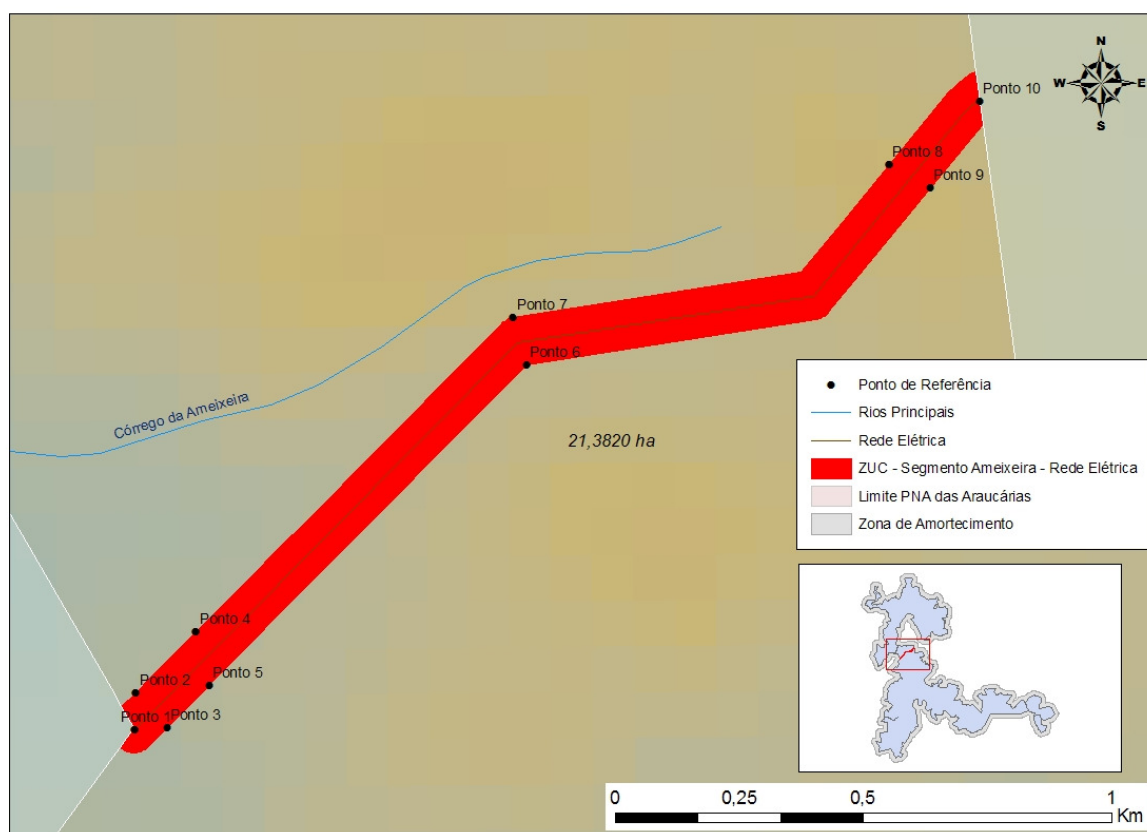 N
W E
S
Ponto 10
Ponto 8
Ponto 9
Ponto 7
Ponto 6
Córrego da Ameixeira
21,3820 ha
Ponto 4
Ponto 5
Ponto 2
Ponto 1
Ponto 3
Ponto de Referência
Rios Principais
Rede Elétrica
ZUC - Segmento Ameixeira - Rede Elétrica
Limite PNA das Araucárias
Zona de Amortecimento
0 0,25 0,5 1
Km